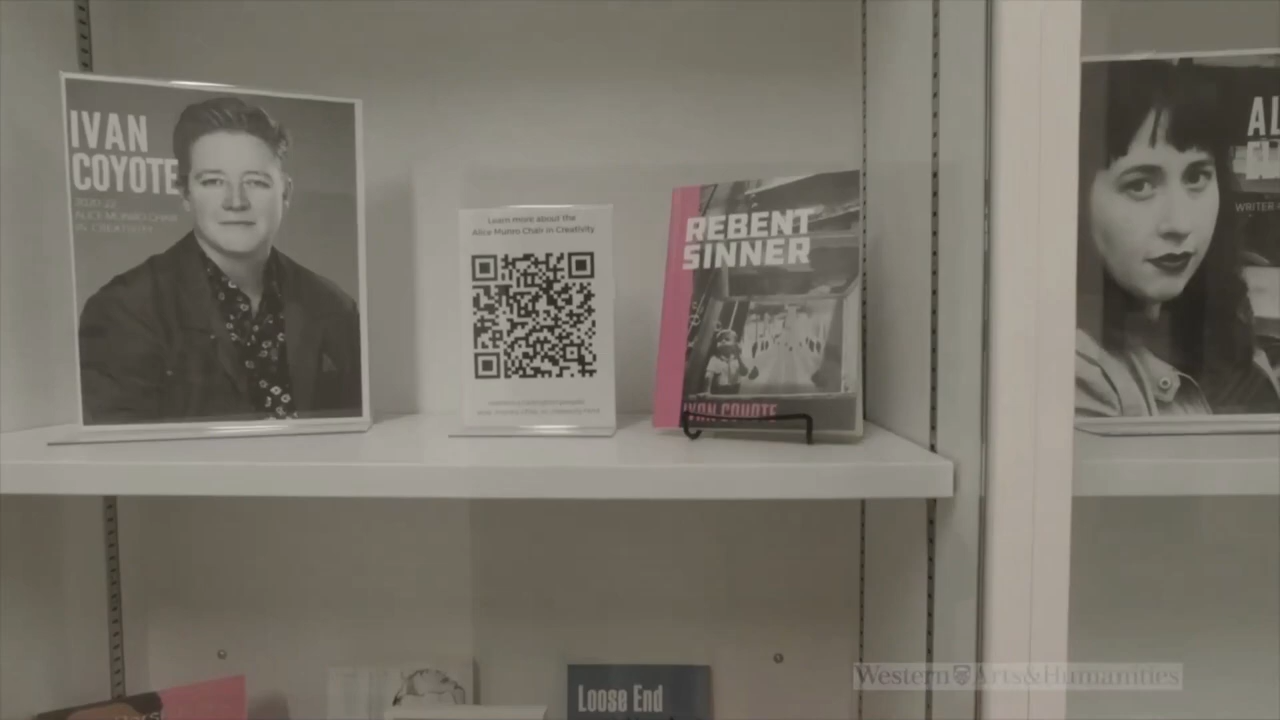 IVAN
COYOTE
2020-22
ALICE MUNRO CHAIR
IN CREATIVITY
Learn more about the
Alice Munro Chair in Creativity
REBENT
SINNER
IVAN COYOTE
WRITER
Loose End
Western Arts&Humanities